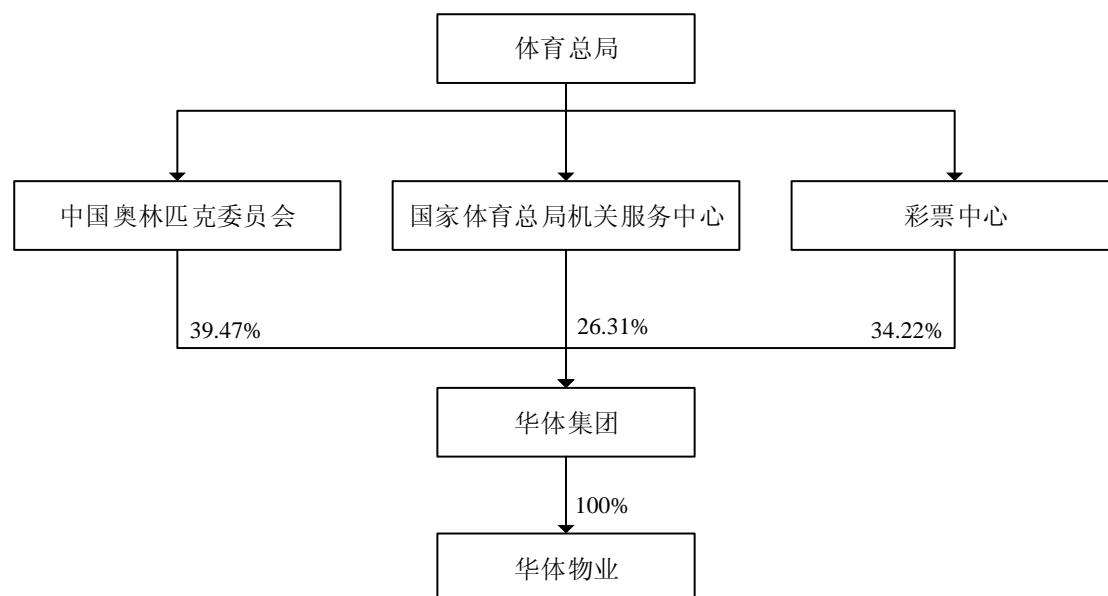 体育总局
中国奥林匹克委员会
国家体育总局机关服务中心
彩票中心
39.47%
26.31%
34.22%
华体集团
100%
华体物业